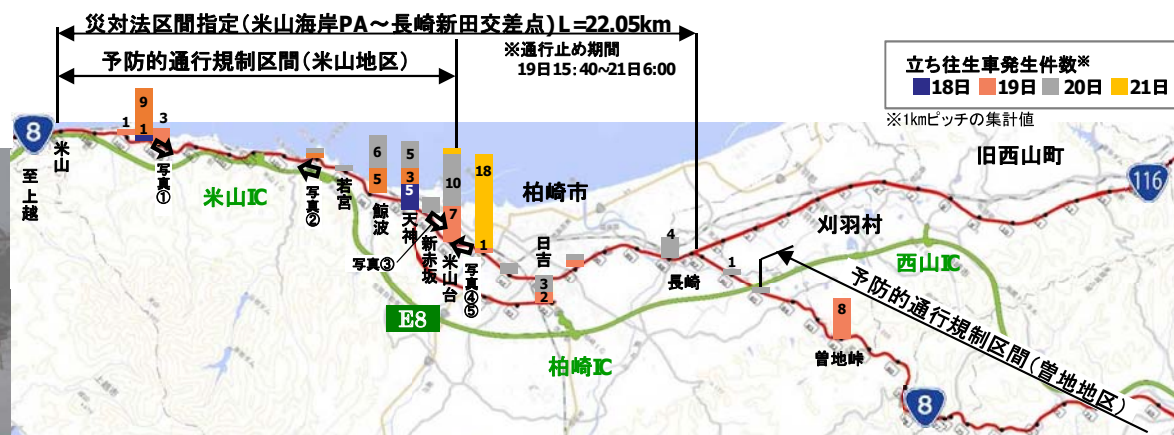 災対法区間指定(米山海岸PA～長崎新田交差点)L=22.05km
予防的通行規制区間(米山地区)
※通行止め期間
19日15:40~21日6:00
立ち往生車発生件数※
18日 19日 20日 21日
※1kmピッチの集計値
8
米山
至上越
1
9
1
3
写真①
米山IC
写真②
若宮
6
5
鯨波
5
3
5
天神
写真③
新赤坂
10
7
米山台
18
1
写真④⑤
柏崎市
日吉
3
2
E8
柏崎IC
4
長崎
1
旧西山町
116
刈羽村
西山IC
予防的通行規制区間(曽地地区)
8
曽地峠
8